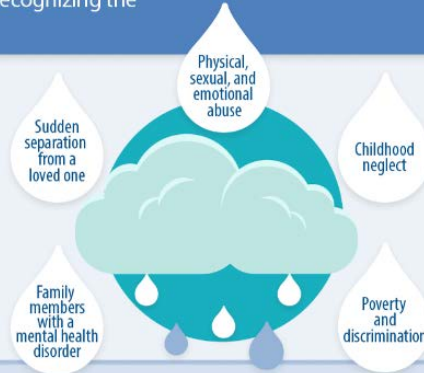 ecognizing the
Physical,
sexual, and
emotional
abuse
Sudden
separation
from a
loved one
Childhood
neglect
Family
members
with a
mental health
disorder
Poverty
and
discrimination